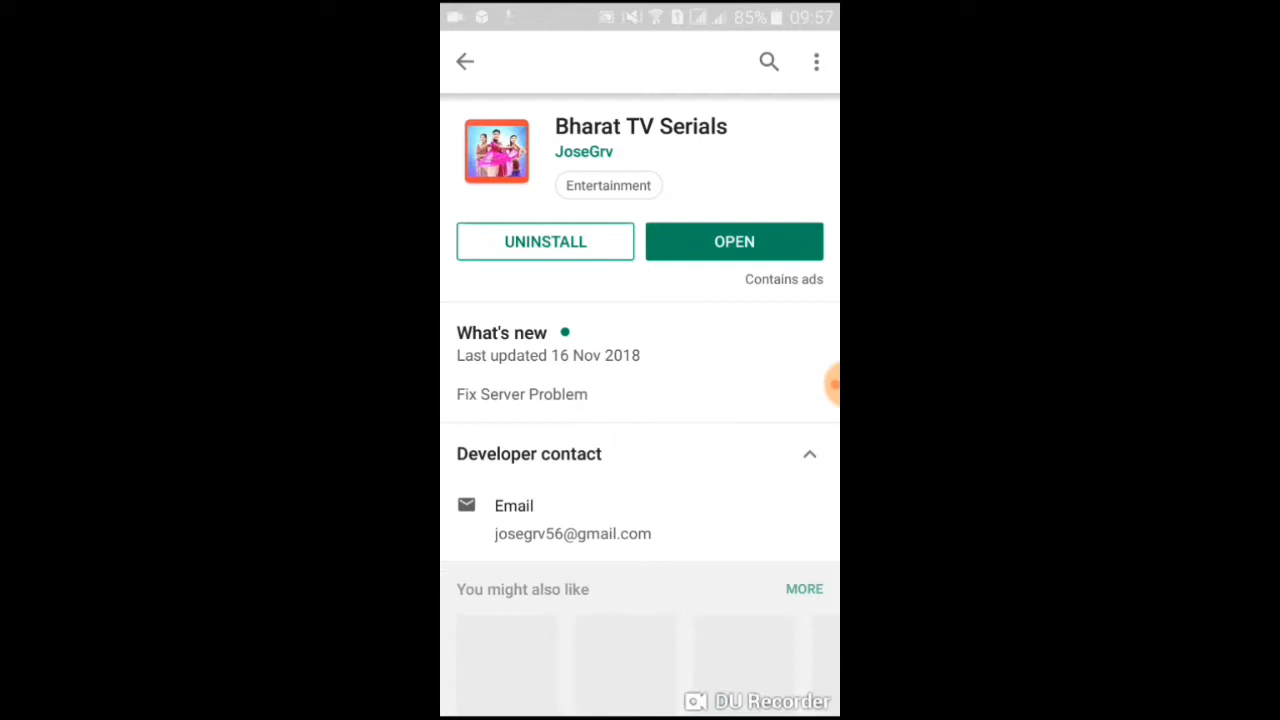 85% 09:57
Bharat TV Serials
JoseGrv
Entertainment
UNINSTALL
OPEN
Contains ads
What's new
Last updated 16 Nov 2018
Fix Server Problem
Developer contact
Email
josegrv56@gmail.com
You might also like
MORE
DU Recorder